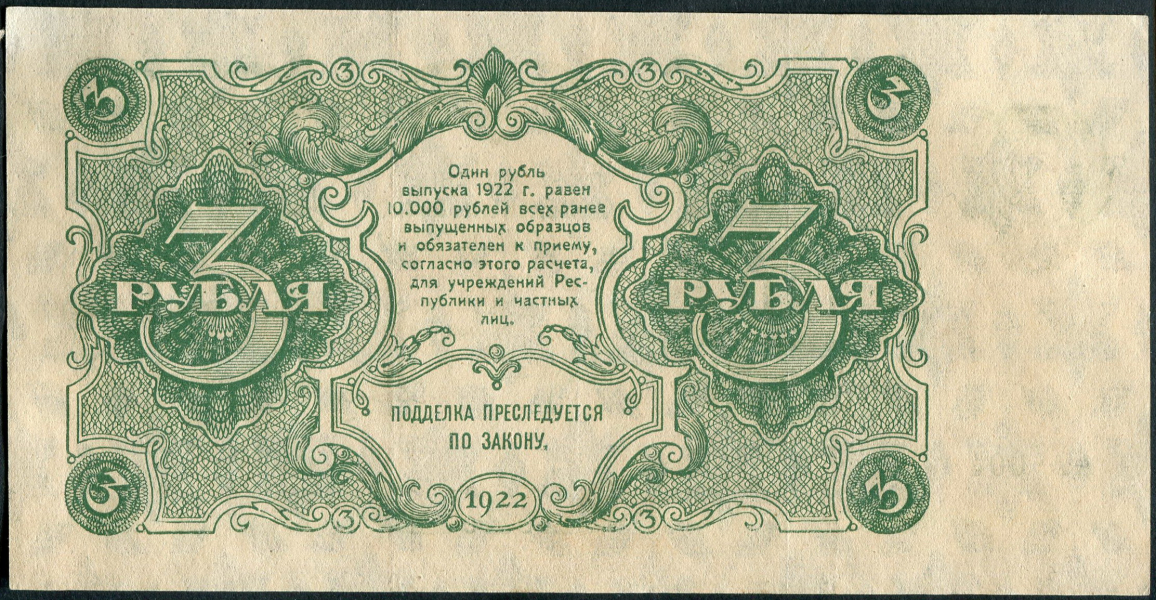 3 3 3 3
Один рубль
выпуска 1922 г. равен
10.000 рублей всех ранее
выпущенных образцов
и обязателен к приему,
согласно этого расчета,
для учреждений Рес-
публики и частных
лиц.
3 РУБЛЯ
3 РУБЛЯ
ПОДДЕЛКА ПРЕСЛЕДУЕТСЯ
ПО ЗАКОНУ.
3 3 1922 3 3